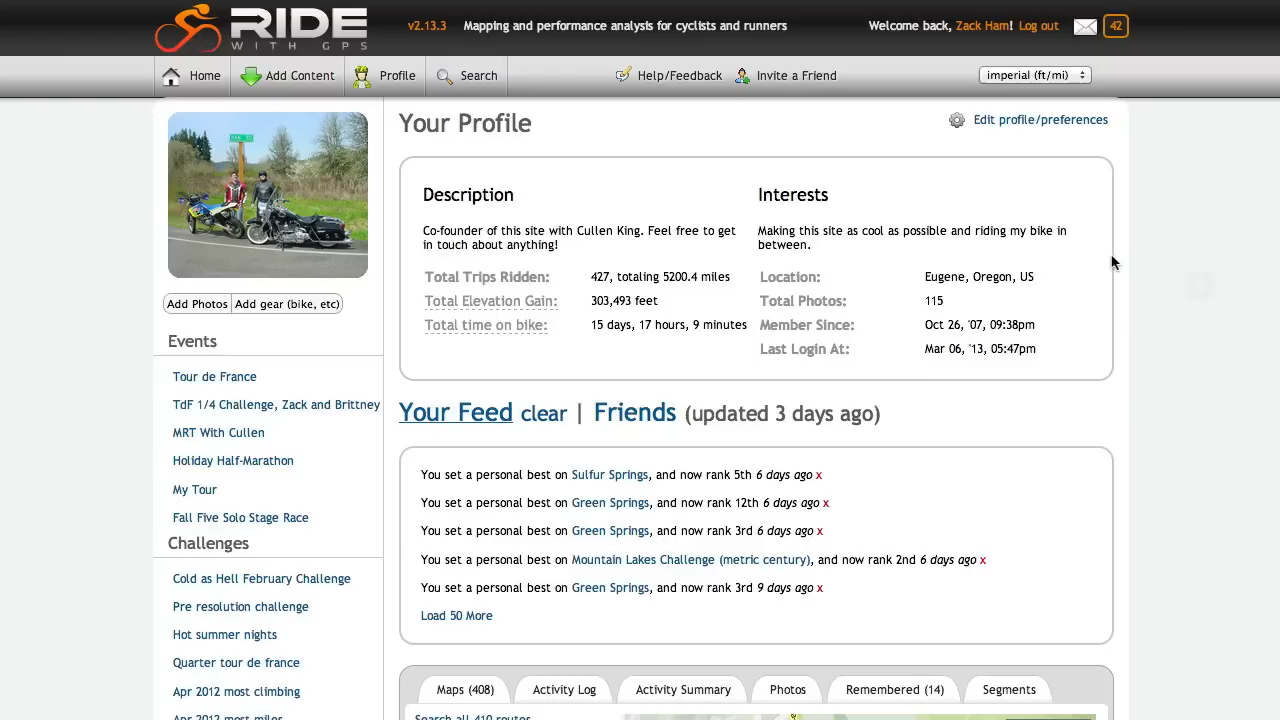 RIDE
WITH GPS
v2.13.3 Mapping and performance analysis for cyclists and runners Welcome back, Zack Ham! Log out 42
Home Add Content Profile Search Help/Feedback Invite a Friend imperial (ft/mi)
Your Profile Edit profile/preferences
Description Interests
Co-founder of this site with Cullen King. Feel free to get
in touch about anything!
Making this site as cool as possible and riding my bike in
between.
Total Trips Ridden: 427, totaling 5200.4 miles Location: Eugene, Oregon, US
Total Elevation Gain: 303,493 feet Total Photos: 115
Total time on bike: 15 days, 17 hours, 9 minutes Member Since: Oct 26, '07, 09:38pm
Last Login At: Mar 06, '13, 05:47pm
Add Photos Add gear (bike, etc)
Events
Tour de France
TdF 1/4 Challenge, Zack and Brittney
MRT With Cullen
Holiday Half-Marathon
My Tour
Fall Five Solo Stage Race
Challenges
Cold as Hell February Challenge
Pre resolution challenge
Hot summer nights
Quarter tour de france
Apr 2012 most climbing
Apr 2012 most miles
Your Feed clear | Friends (updated 3 days ago)
You set a personal best on Sulfur Springs, and now rank 5th 6 days ago x
You set a personal best on Green Springs, and now rank 12th 6 days ago x
You set a personal best on Green Springs, and now rank 3rd 6 days ago x
You set a personal best on Mountain Lakes Challenge (metric century), and now rank 2nd 6 days ago x
You set a personal best on Green Springs, and now rank 3rd 9 days ago x
Load 50 More
Maps (408) Activity Log Activity Summary Photos Remembered (14) Segments
Search all 410 routes